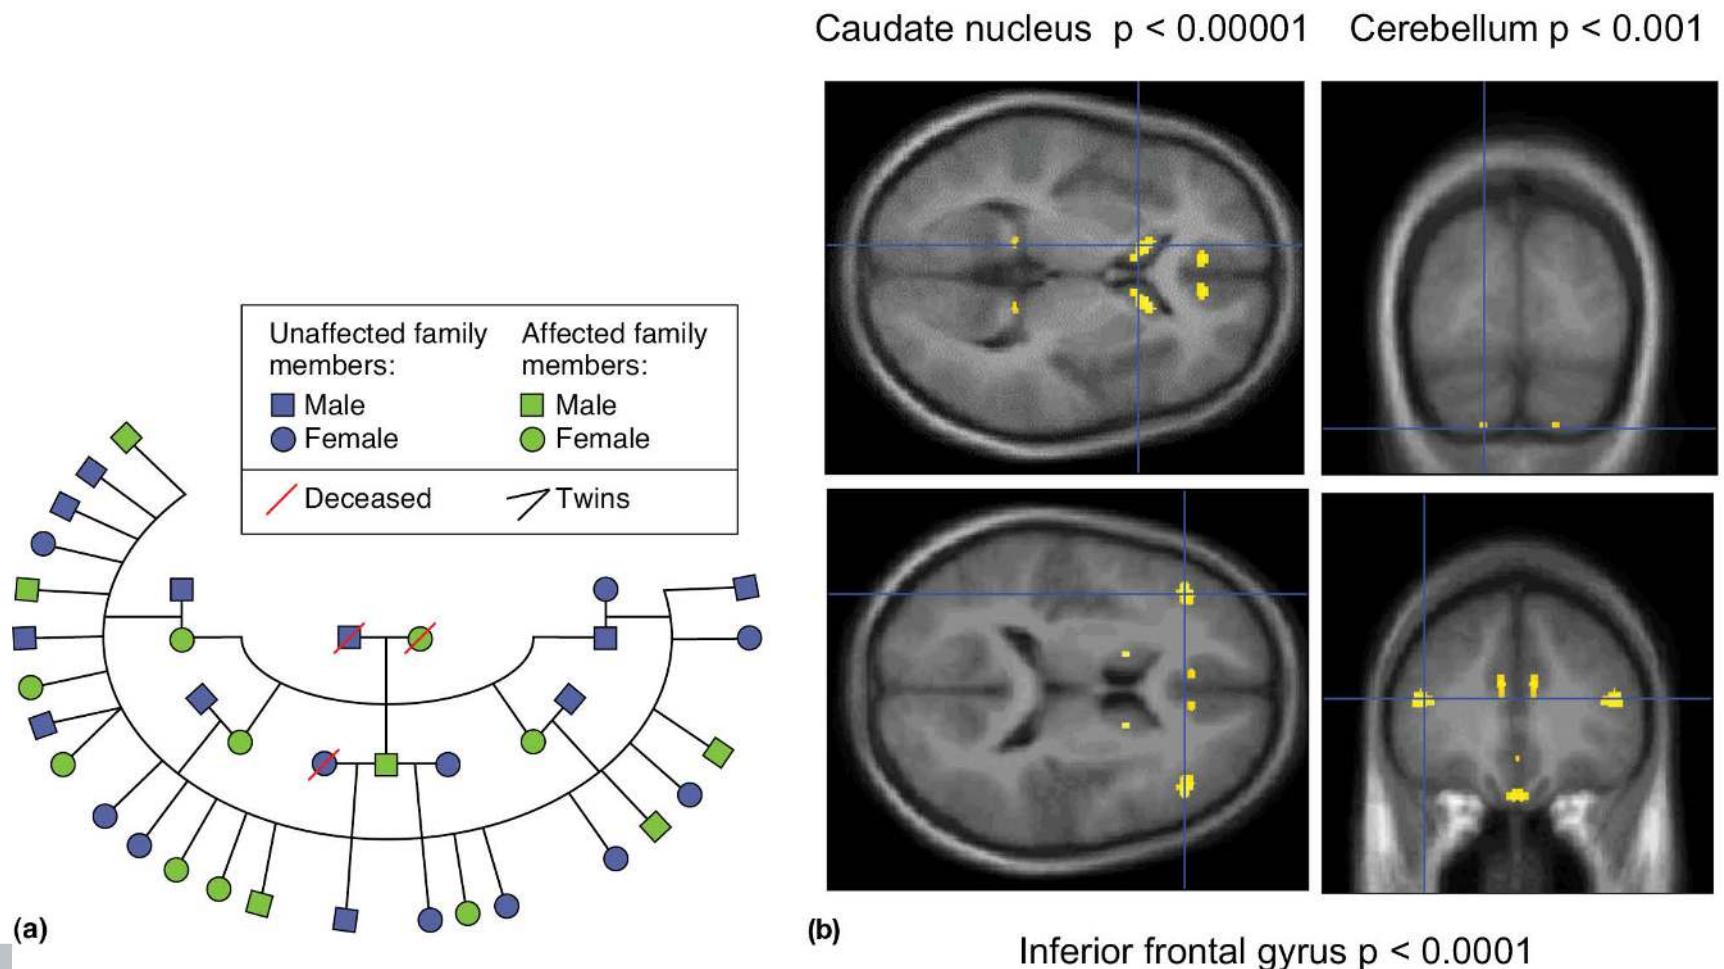 Caudate nucleus p < 0.00001
Cerebellum p < 0.001
Unaffected family
members:
Male
Female
Affected family
members:
Male
Female
Deceased
Twins
(a)
(b)
Inferior frontal gyrus p < 0.0001